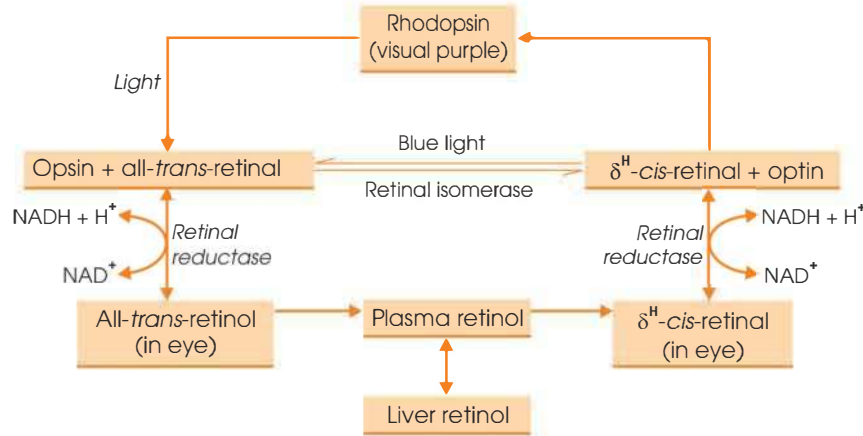 Rhodopsin
(visual purple)
Light
Blue light
Opsin + all-trans-retinal
δᴴ-cis-retinal + optin
Retinal isomerase
NADH + H⁺
Retinal
reductase
NAD⁺
Retinal
reductase
NADH + H⁺
NAD⁺
All-trans-retinol
(in eye)
Plasma retinol
δᴴ-cis-retinal
(in eye)
Liver retinol